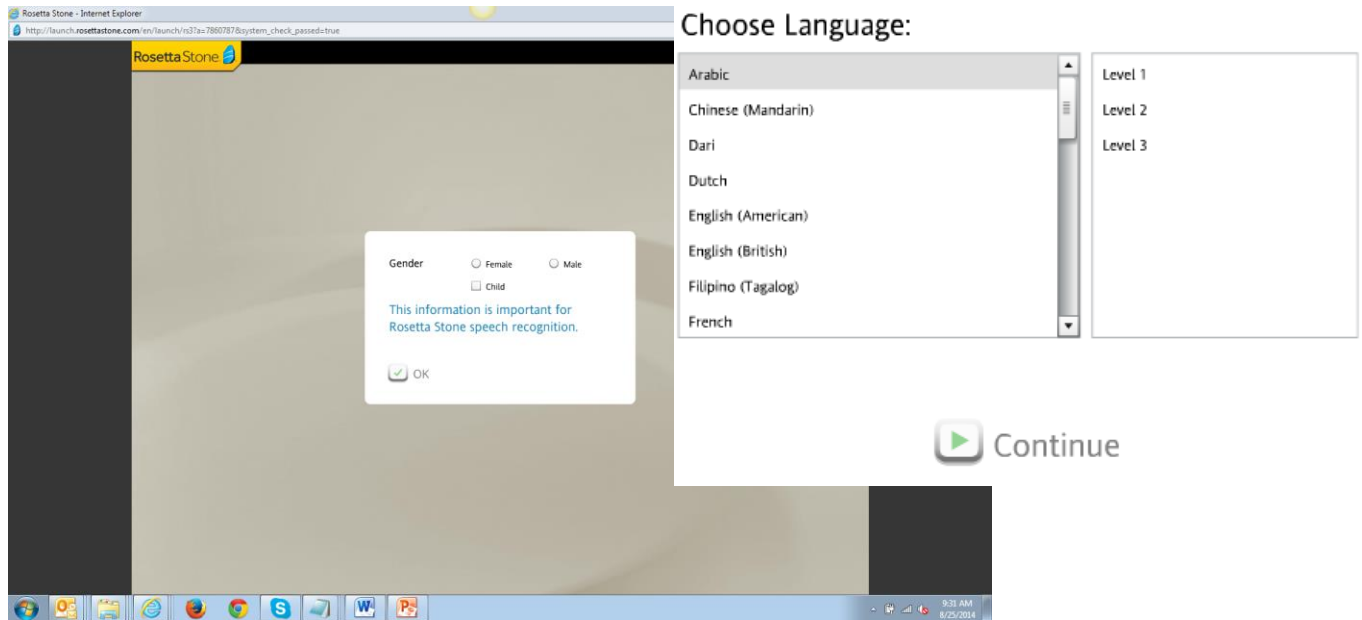 Rosetta Stone - Internet Explorer
http://launch.rosettastone.com/en/launch/rs3?a=7860787&system_check_passed=true
RosettaStone
Gender
Female
Male
Child
This information is important for
Rosetta Stone speech recognition.
OK
Choose Language:
Arabic
Chinese (Mandarin)
Dari
Dutch
English (American)
English (British)
Filipino (Tagalog)
French
Level 1
Level 2
Level 3
Continue
9:31 AM
8/25/2014